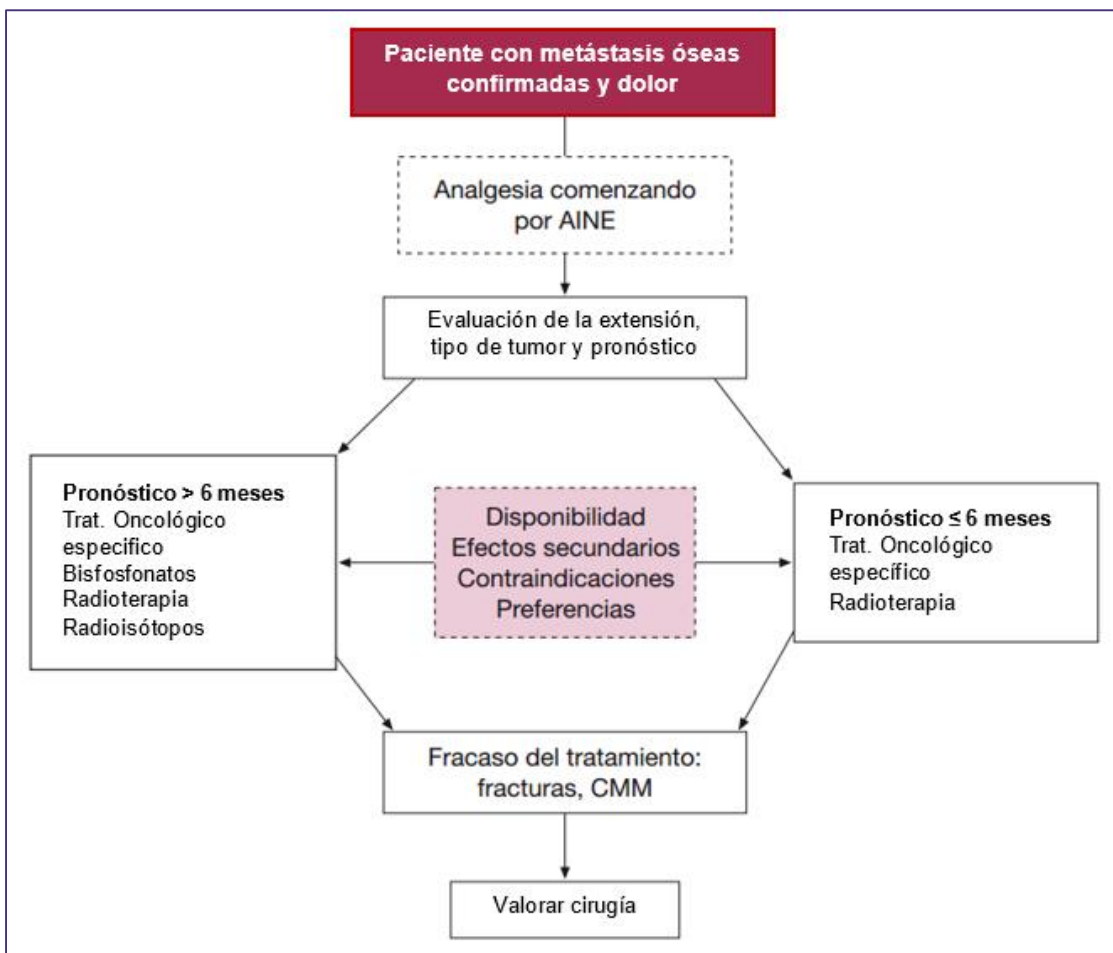 Paciente con metástasis óseas
confirmadas y dolor
Analgesia comenzando
por AINE
Evaluación de la extensión,
tipo de tumor y pronóstico
Pronóstico > 6 meses
Trat. Oncológico
especifico
Bisfosfonatos
Radioterapia
Radioisótopos
Disponibilidad
Efectos secundarios
Contraindicaciones
Preferencias
Pronóstico ≤ 6 meses
Trat. Oncológico
específico
Radioterapia
Fracaso del tratamiento:
fracturas, CMM
Valorar cirugía